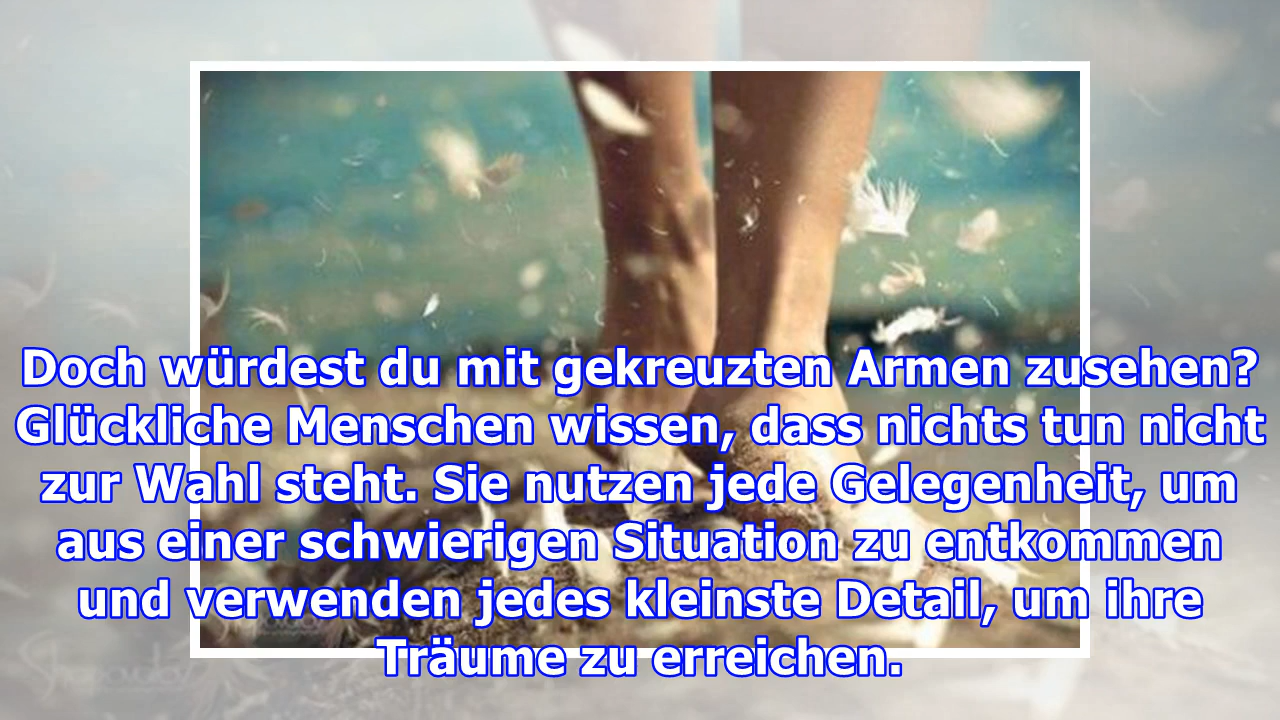 Doch würdest du mit gekreuzten Armen zusehen?
Glückliche Menschen wissen, dass nichts tun nicht
zur Wahl steht. Sie nutzen jede Gelegenheit, um
aus einer schwierigen Situation zu entkommen
und verwenden jedes kleinste Detail, um ihre
Träume zu erreichen.